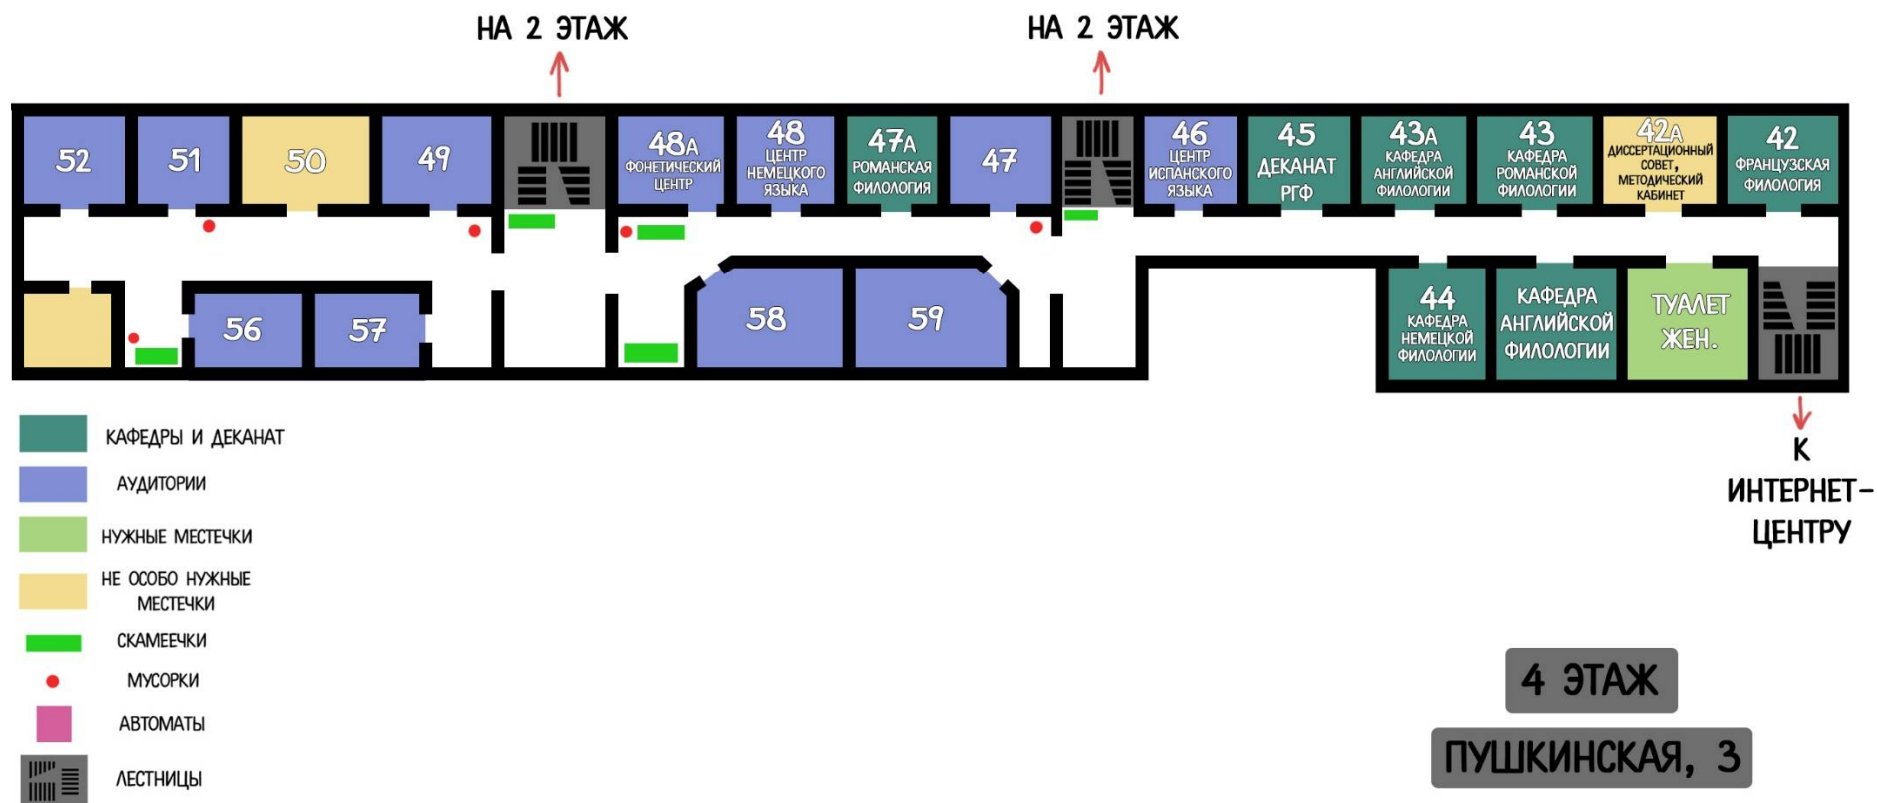 НА 2 ЭТАЖ
НА 2 ЭТАЖ
52
51
50
49
48А
ФОНЕТИЧЕСКИЙ
ЦЕНТР
48
ЦЕНТР
НЕМЕЦКОГО
ЯЗЫКА
47А
РОМАНСКАЯ
ФИЛОЛОГИЯ
47
46
ЦЕНТР
ИСПАНСКОГО
ЯЗЫКА
45
ДЕКАНАТ
РГФ
43А
КАФЕДРА
АНГЛИЙСКОЙ
ФИЛОЛОГИИ
43
КАФЕДРА
РОМАНСКОЙ
ФИЛОЛОГИИ
42А
ДИССЕРТАЦИОННЫЙ
СОВЕТ,
МЕТОДИЧЕСКИЙ
КАБИНЕТ
42
ФРАНЦУЗСКАЯ
ФИЛОЛОГИЯ
56
57
58
59
44
КАФЕДРА
НЕМЕЦКОЙ
ФИЛОЛОГИИ
КАФЕДРА
АНГЛИЙСКОЙ
ФИЛОЛОГИИ
ТУАЛЕТ
ЖЕН.
К
ИНТЕРНЕТ-
ЦЕНТРУ
КАФЕДРЫ И ДЕКАНАТ
АУДИТОРИИ
НУЖНЫЕ МЕСТЕЧКИ
НЕ ОСОБО НУЖНЫЕ
МЕСТЕЧКИ
СКАМЕЕЧКИ
МУСОРКИ
АВТОМАТЫ
ЛЕСТНИЦЫ
4 ЭТАЖ
ПУШКИНСКАЯ, 3